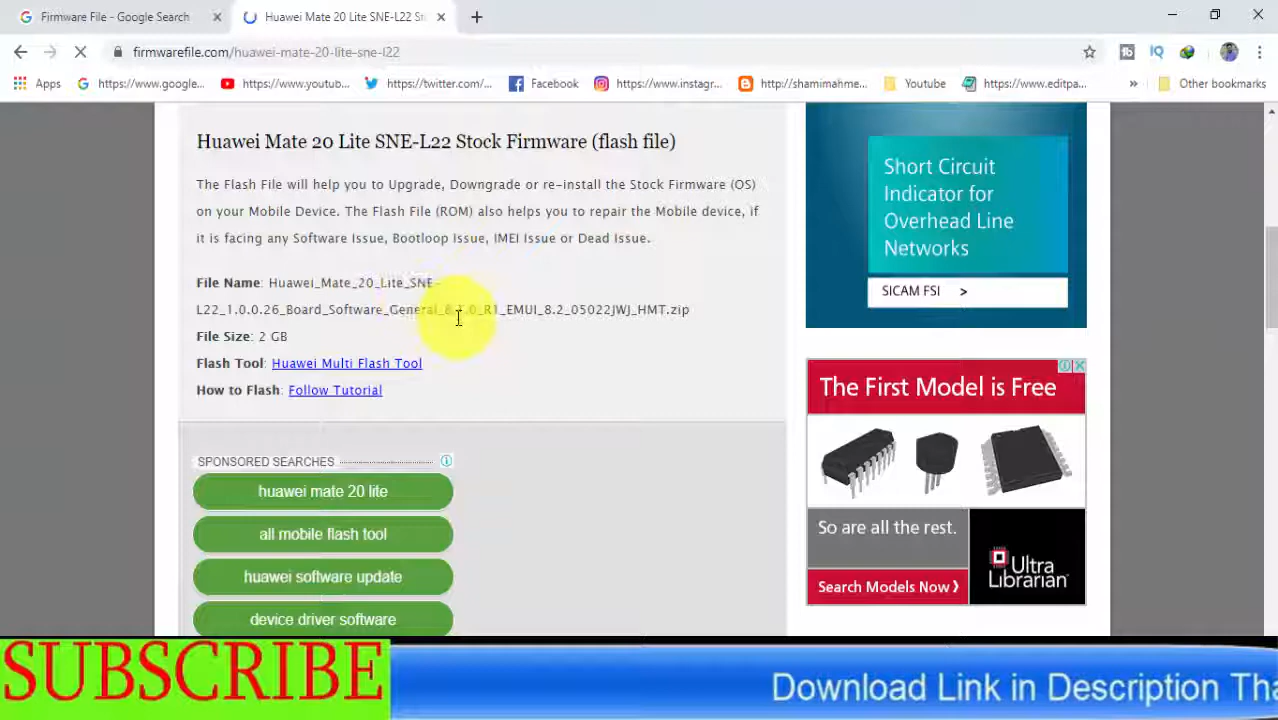 Firmware File - Google Search
Huawei Mate 20 Lite SNE-L22 St
firmwarefile.com/huawei-mate-20-lite-sne-l22
Apps
https://www.google...
https://www.youtub...
https://twitter.com/...
Facebook
https://www.instagr...
http://shamimahme...
Youtube
https://www.editpa...
Other bookmarks
Huawei Mate 20 Lite SNE-L22 Stock Firmware (flash file)
The Flash File will help you to Upgrade, Downgrade or re-install the Stock Firmware (OS)
on your Mobile Device. The Flash File (ROM) also helps you to repair the Mobile device, if
it is facing any Software Issue, Bootloop Issue, IMEI Issue or Dead Issue.
File Name: Huawei_Mate_20_Lite_SNE-
L22_1.0.0.26_Board_Software_General_8.1.0_R1_EMUI_8.2_05022JWJ_HMT.zip
File Size: 2 GB
Flash Tool: Huawei Multi Flash Tool
How to Flash: Follow Tutorial
SPONSORED SEARCHES
huawei mate 20 lite
all mobile flash tool
huawei software update
device driver software
Short Circuit
Indicator for
Overhead Line
Networks
SICAM FSI >
The First Model is Free
So are all the rest.
Search Models Now
Ultra
Librarian
SUBSCRIBE
Download Link in Description Tha